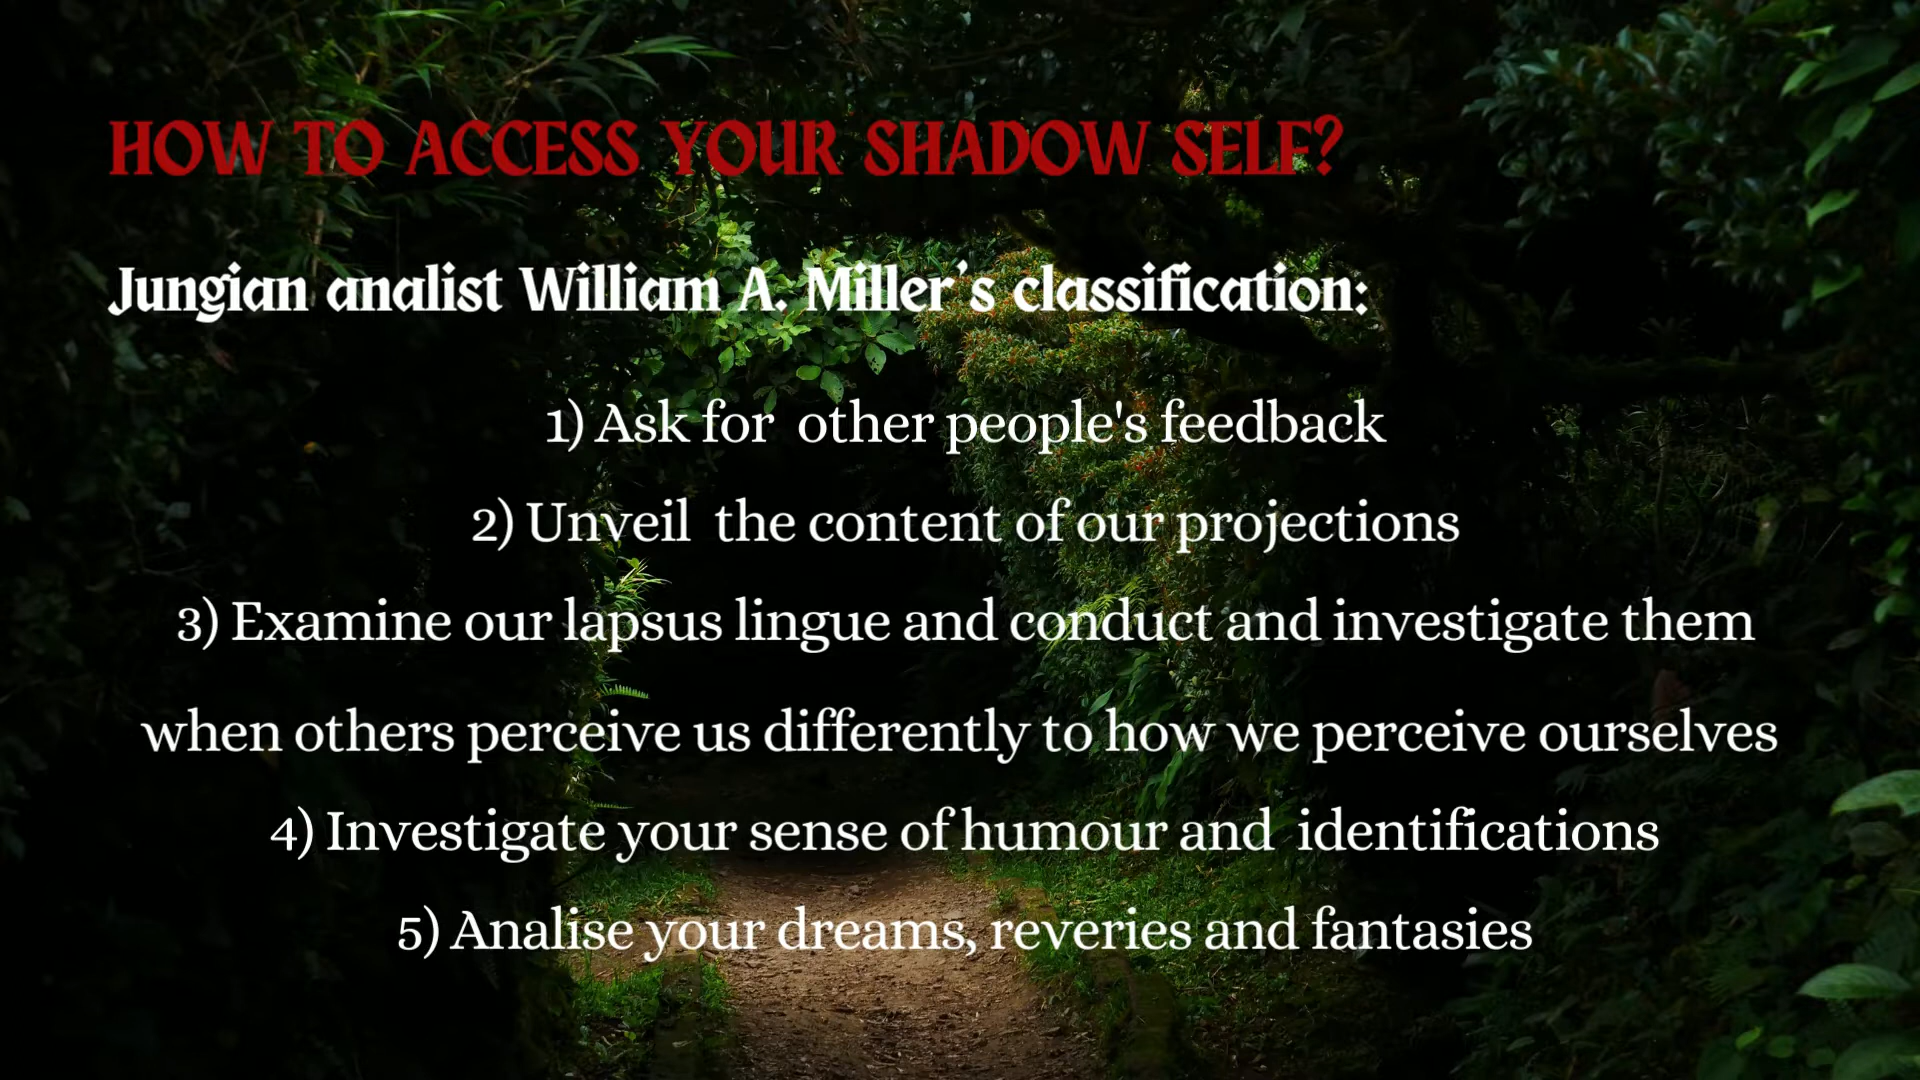 HOW TO ACCESS YOUR SHADOW SELF?
Jungian analist William A. Miller's classification:
1) Ask for other people's feedback
2) Unveil the content of our projections
3) Examine our lapsus lingue and conduct and investigate them
when others perceive us differently to how we perceive ourselves
4) Investigate your sense of humour and identifications
5) Analise your dreams, reveries and fantasies